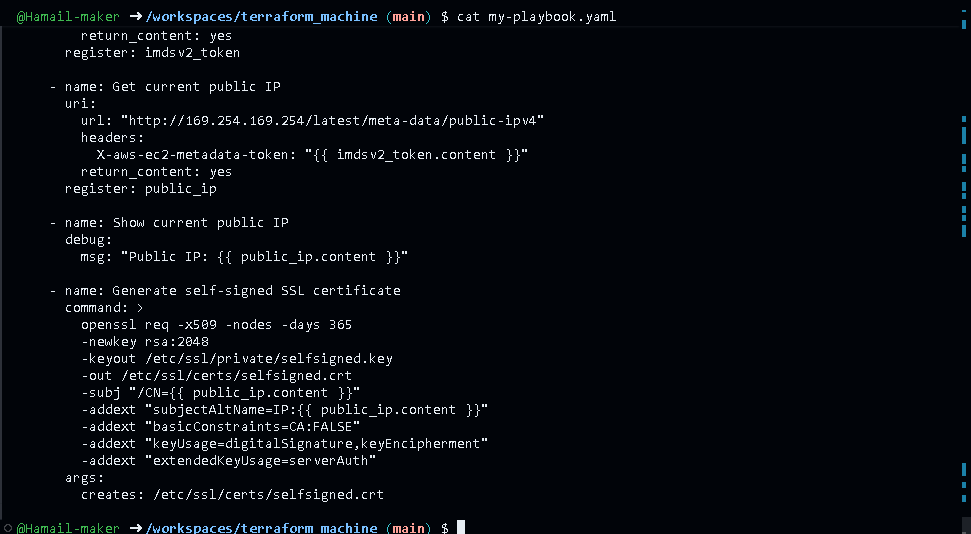 @Hamail-maker ➜ /workspaces/terraform_machine (main) $ cat my-playbook.yaml
        return_content: yes
      register: imdsv2_token

    - name: Get current public IP
      uri:
        url: "http://169.254.169.254/latest/meta-data/public-ipv4"
        headers:
          X-aws-ec2-metadata-token: "{{ imdsv2_token.content }}"
        return_content: yes
      register: public_ip

    - name: Show current public IP
      debug:
        msg: "Public IP: {{ public_ip.content }}"

    - name: Generate self-signed SSL certificate
      command: >
        openssl req -x509 -nodes -days 365
        -newkey rsa:2048
        -keyout /etc/ssl/private/selfsigned.key
        -out /etc/ssl/certs/selfsigned.crt
        -subj "/CN={{ public_ip.content }}"
        -addext "subjectAltName=IP:{{ public_ip.content }}"
        -addext "basicConstraints=CA:FALSE"
        -addext "keyUsage=digitalSignature,keyEncipherment"
        -addext "extendedKeyUsage=serverAuth"
      args:
        creates: /etc/ssl/certs/selfsigned.crt

@Hamail-maker ➜ /workspaces/terraform_machine (main) $